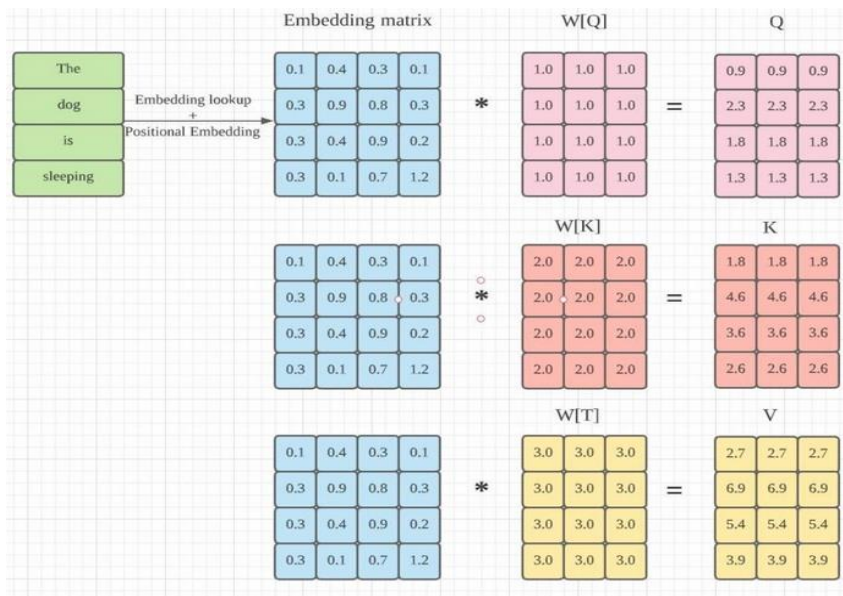 Embedding matrix W[Q] Q
The 0.1 0.4 0.3 0.1 1.0 1.0 1.0 0.9 0.9 0.9
dog Embedding lookup 0.3 0.9 0.8 0.3 * 1.0 1.0 1.0 = 2.3 2.3 2.3
+
Positional Embedding
is 0.3 0.4 0.9 0.2 1.0 1.0 1.0 1.8 1.8 1.8
sleeping 0.3 0.1 0.7 1.2 1.0 1.0 1.0 1.3 1.3 1.3
W[K] K
0.1 0.4 0.3 0.1 2.0 2.0 2.0 1.8 1.8 1.8
0.3 0.9 0.8 0.3 * 2.0 2.0 2.0 = 4.6 4.6 4.6
0.3 0.4 0.9 0.2 2.0 2.0 2.0 3.6 3.6 3.6
0.3 0.1 0.7 1.2 2.0 2.0 2.0 2.6 2.6 2.6
W[T] V
0.1 0.4 0.3 0.1 3.0 3.0 3.0 2.7 2.7 2.7
0.3 0.9 0.8 0.3 * 3.0 3.0 3.0 = 6.9 6.9 6.9
0.3 0.4 0.9 0.2 3.0 3.0 3.0 5.4 5.4 5.4
0.3 0.1 0.7 1.2 3.0 3.0 3.0 3.9 3.9 3.9